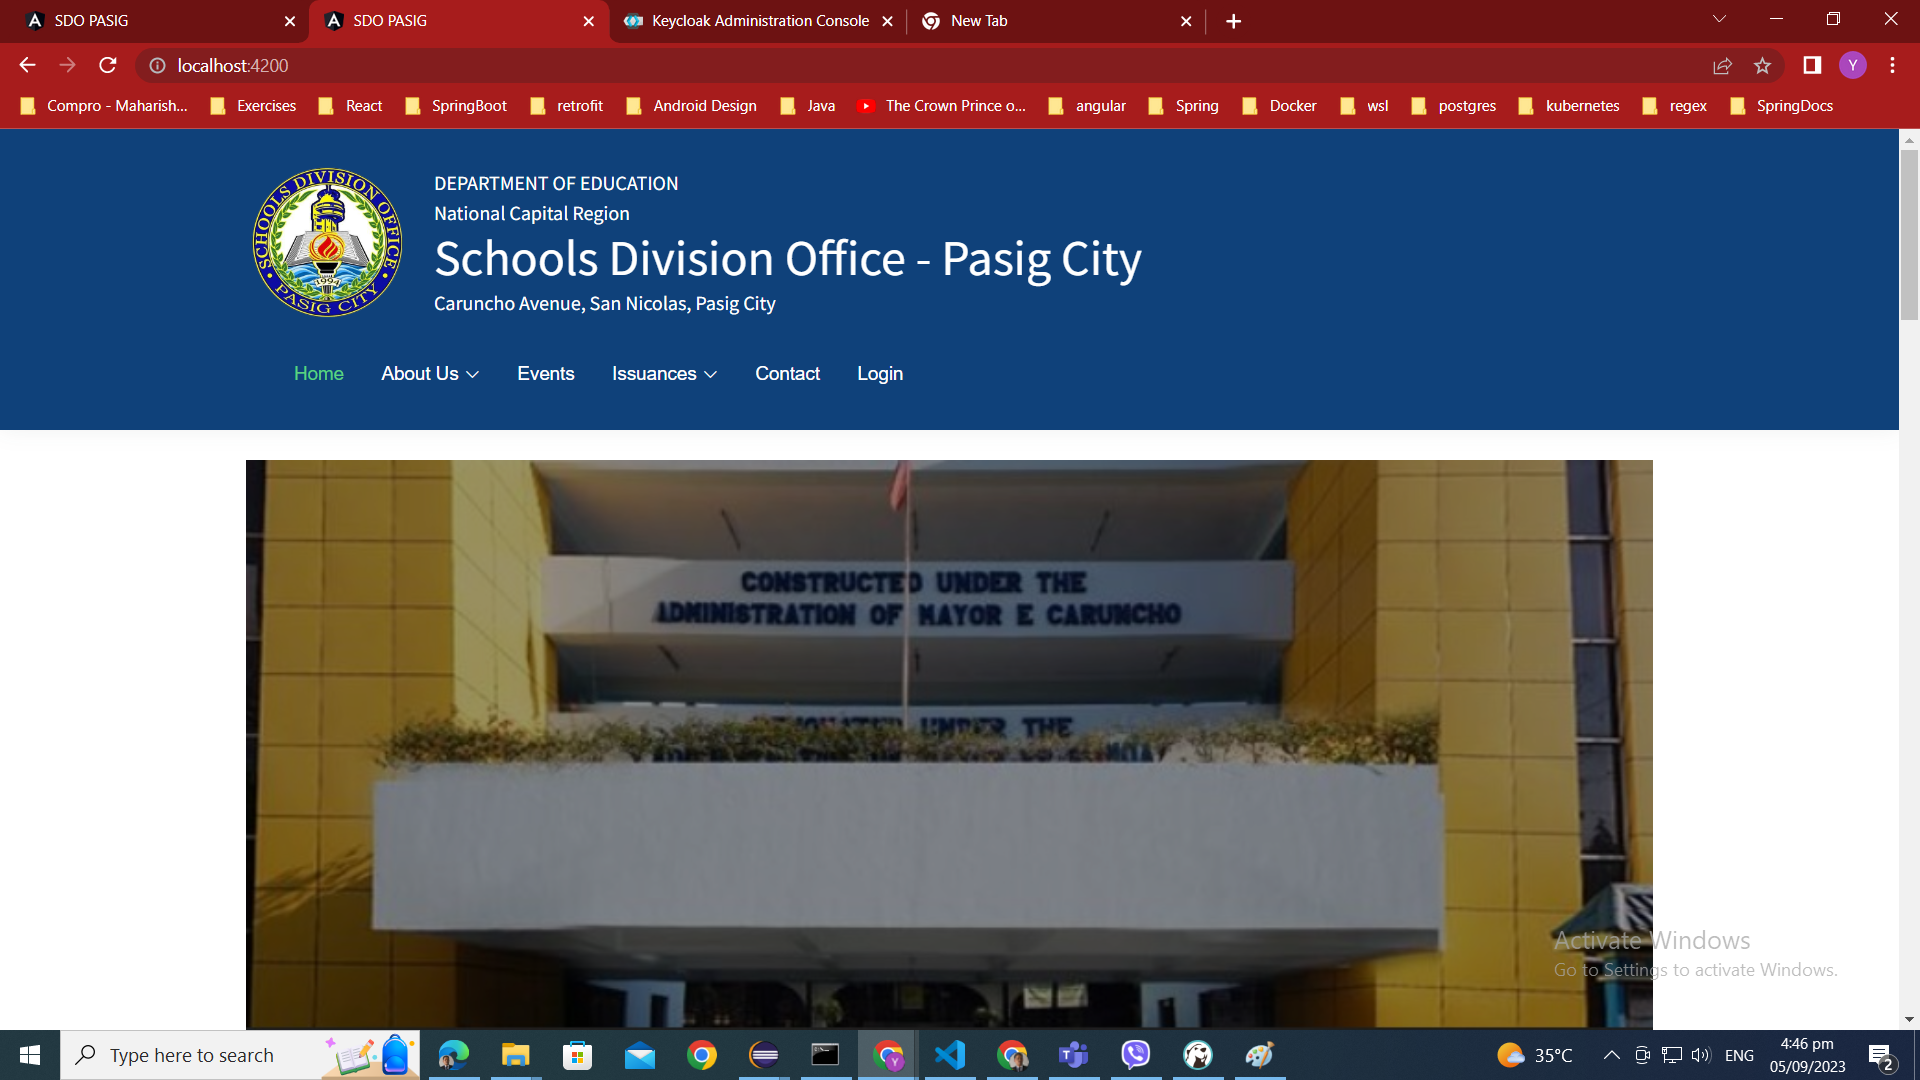 SDO PASIG
SDO PASIG
Keycloak Administration Console
New Tab
localhost:4200
Y
Compro - Maharish...
Exercises
React
SpringBoot
retrofit
Android Design
Java
The Crown Prince o...
angular
Spring
Docker
wsl
postgres
kubernetes
regex
SpringDocs
SCHOOLS DIVISION OFFICE
1994
PASIG CITY
DEPARTMENT OF EDUCATION
National Capital Region
Schools Division Office - Pasig City
Caruncho Avenue, San Nicolas, Pasig City
Home
About Us
Events
Issuances
Contact
Login
CONSTRUCTED UNDER THE
ADMINISTRATION OF MAYOR E CARUNCHO
UNDER THE
Activate Windows
Go to Settings to activate Windows.
Type here to search
Y
35°C
ENG
4:46 pm
05/09/2023
2